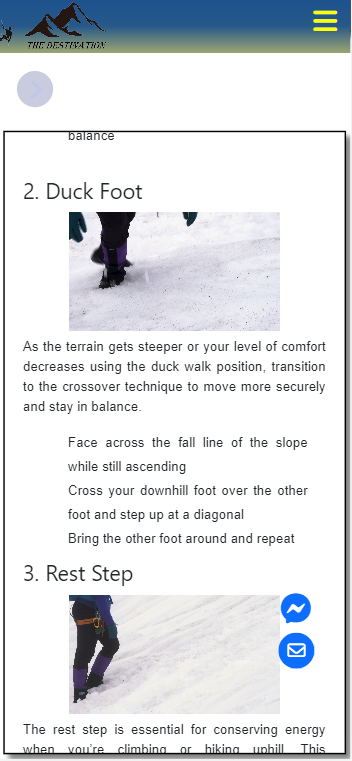 THE DESTIVATION
balance
2. Duck Foot
As the terrain gets steeper or your level of comfort
decreases using the duck walk position, transition
to the crossover technique to move more securely
and stay in balance.
Face across the fall line of the slope
while still ascending
Cross your downhill foot over the other
foot and step up at a diagonal
Bring the other foot around and repeat
3. Rest Step
The rest step is essential for conserving energy
when you're climbing or hiking uphill. This